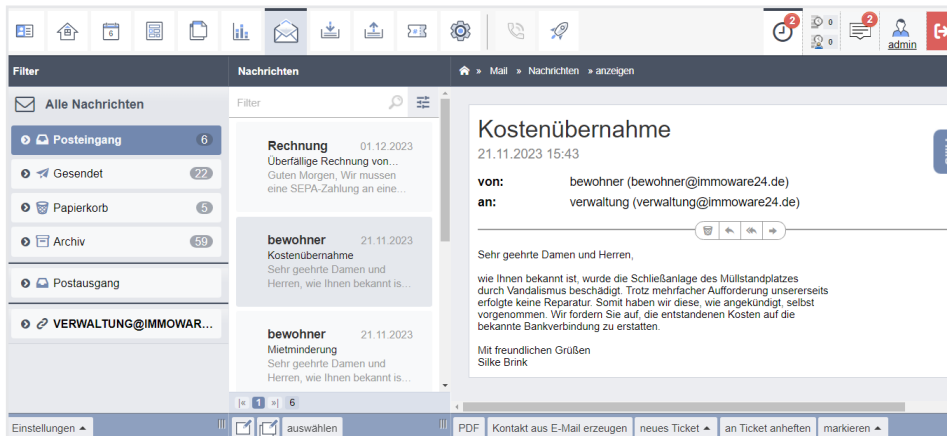 6
2
0
0
2
admin
Filter
Nachrichten
» Mail » Nachrichten » anzeigen
Alle Nachrichten
Posteingang 6
Gesendet 22
Papierkorb 5
Archiv 59
Postausgang
VERWALTUNG@IMMOWAR...
Filter
Rechnung 01.12.2023
Überfällige Rechnung von...
Guten Morgen, Wir mussen
eine SEPA-Zahlung an eine...
bewohner 21.11.2023
Kostenübernahme
Sehr geehrte Damen und
Herren, wie Ihnen bekannt is...
bewohner 21.11.2023
Mietminderung
Sehr geehrte Damen und
Herren, wie Ihnen bekannt is...
|« 1 »| 6
Kostenübernahme
21.11.2023 15:43
von: bewohner (bewohner@immoware24.de)
an: verwaltung (verwaltung@immoware24.de)
Sehr geehrte Damen und Herren,
wie Ihnen bekannt ist, wurde die Schließanlage des Müllstandplatzes
durch Vandalismus beschädigt. Trotz mehrfacher Aufforderung unsererseits
erfolgte keine Reparatur. Somit haben wir diese, wie angekündigt, selbst
vorgenommen. Wir fordern Sie auf, die entstandenen Kosten auf die
bekannte Bankverbindung zu erstatten.
Mit freundlichen Grüßen
Silke Brink
Einstellungen
auswählen
PDF Kontakt aus E-Mail erzeugen neues Ticket an Ticket anheften markieren